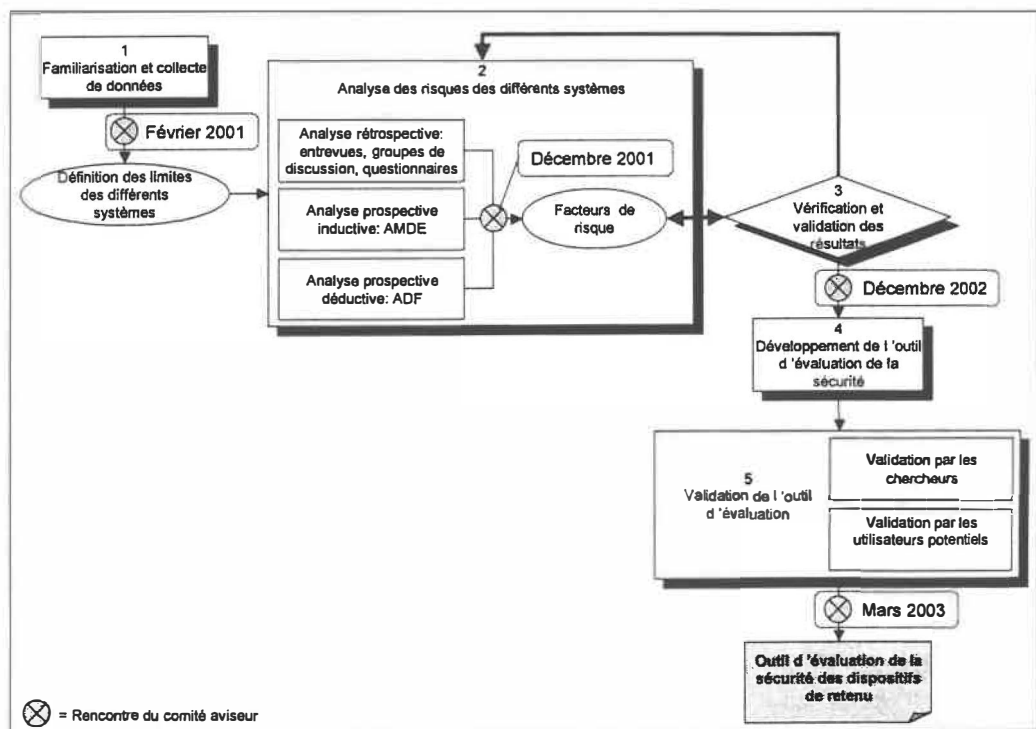 1
Familiarisation et collecte
de données
Février 2001
Définition des limites
des différents
systèmes
2
Analyse des risques des différents systèmes
Analyse rétrospective:
entrevues, groupes de
discussion, questionnaires
Analyse prospective
inductive: AMDE
Analyse prospective
déductive: ADF
Décembre 2001
Facteurs de
risque
3
Vérification et
validation des
résultats
Décembre 2002
4
Développement de l 'outil
d 'évaluation de la
sécurité
5
Validation de l 'outil
d 'évaluation
Validation par les
chercheurs
Validation par les
utilisateurs potentiels
Mars 2003
Outil d 'évaluation de la
sécurité des dispositifs
de retenu
= Rencontre du comité aviseur